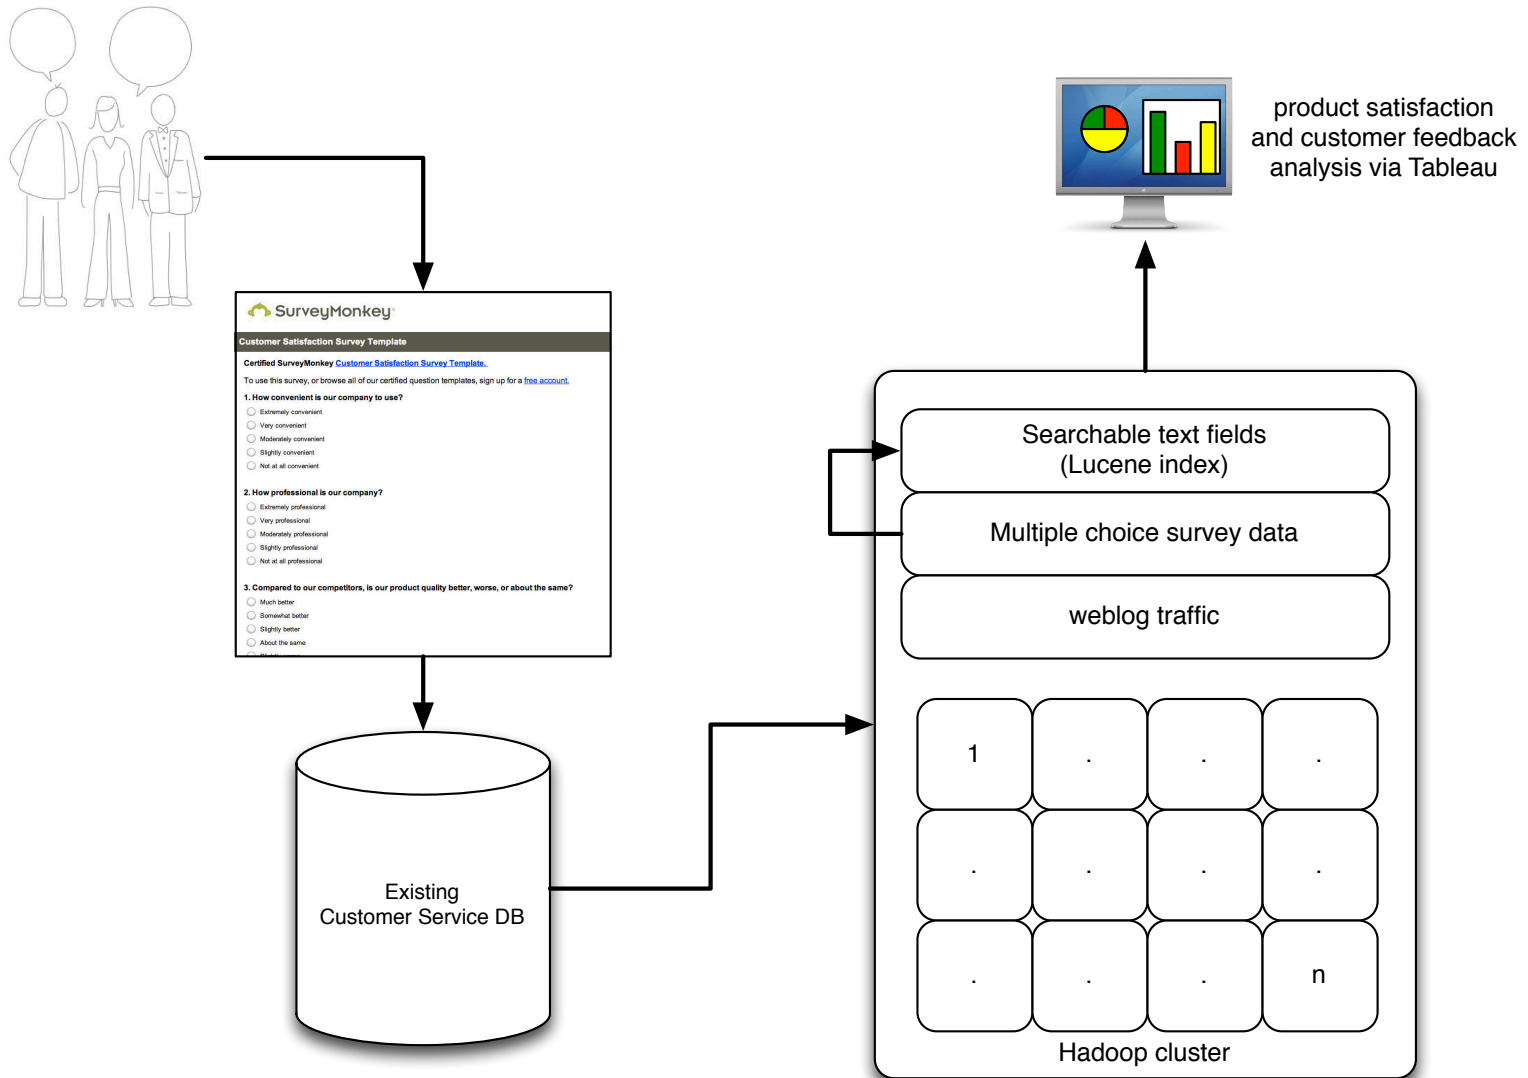 SurveyMonkey
Customer Satisfaction Survey Template
Certified SurveyMonkey Customer Satisfaction Survey Template.
To use this survey, or browse all of our certified question templates, sign up for a free account.
1. How convenient is our company to use?
Extremely convenient
Very convenient
Moderately convenient
Slightly convenient
Not at all convenient
2. How professional is our company?
Extremely professional
Very professional
Moderately professional
Slightly professional
Not at all professional
3. Compared to our competitors, is our product quality better, worse, or about the same?
Much better
Somewhat better
Slightly better
About the same
Existing
Customer Service DB
product satisfaction
and customer feedback
analysis via Tableau
Searchable text fields
(Lucene index)
Multiple choice survey data
weblog traffic
1 . . .
. . . .
. . . n
Hadoop cluster